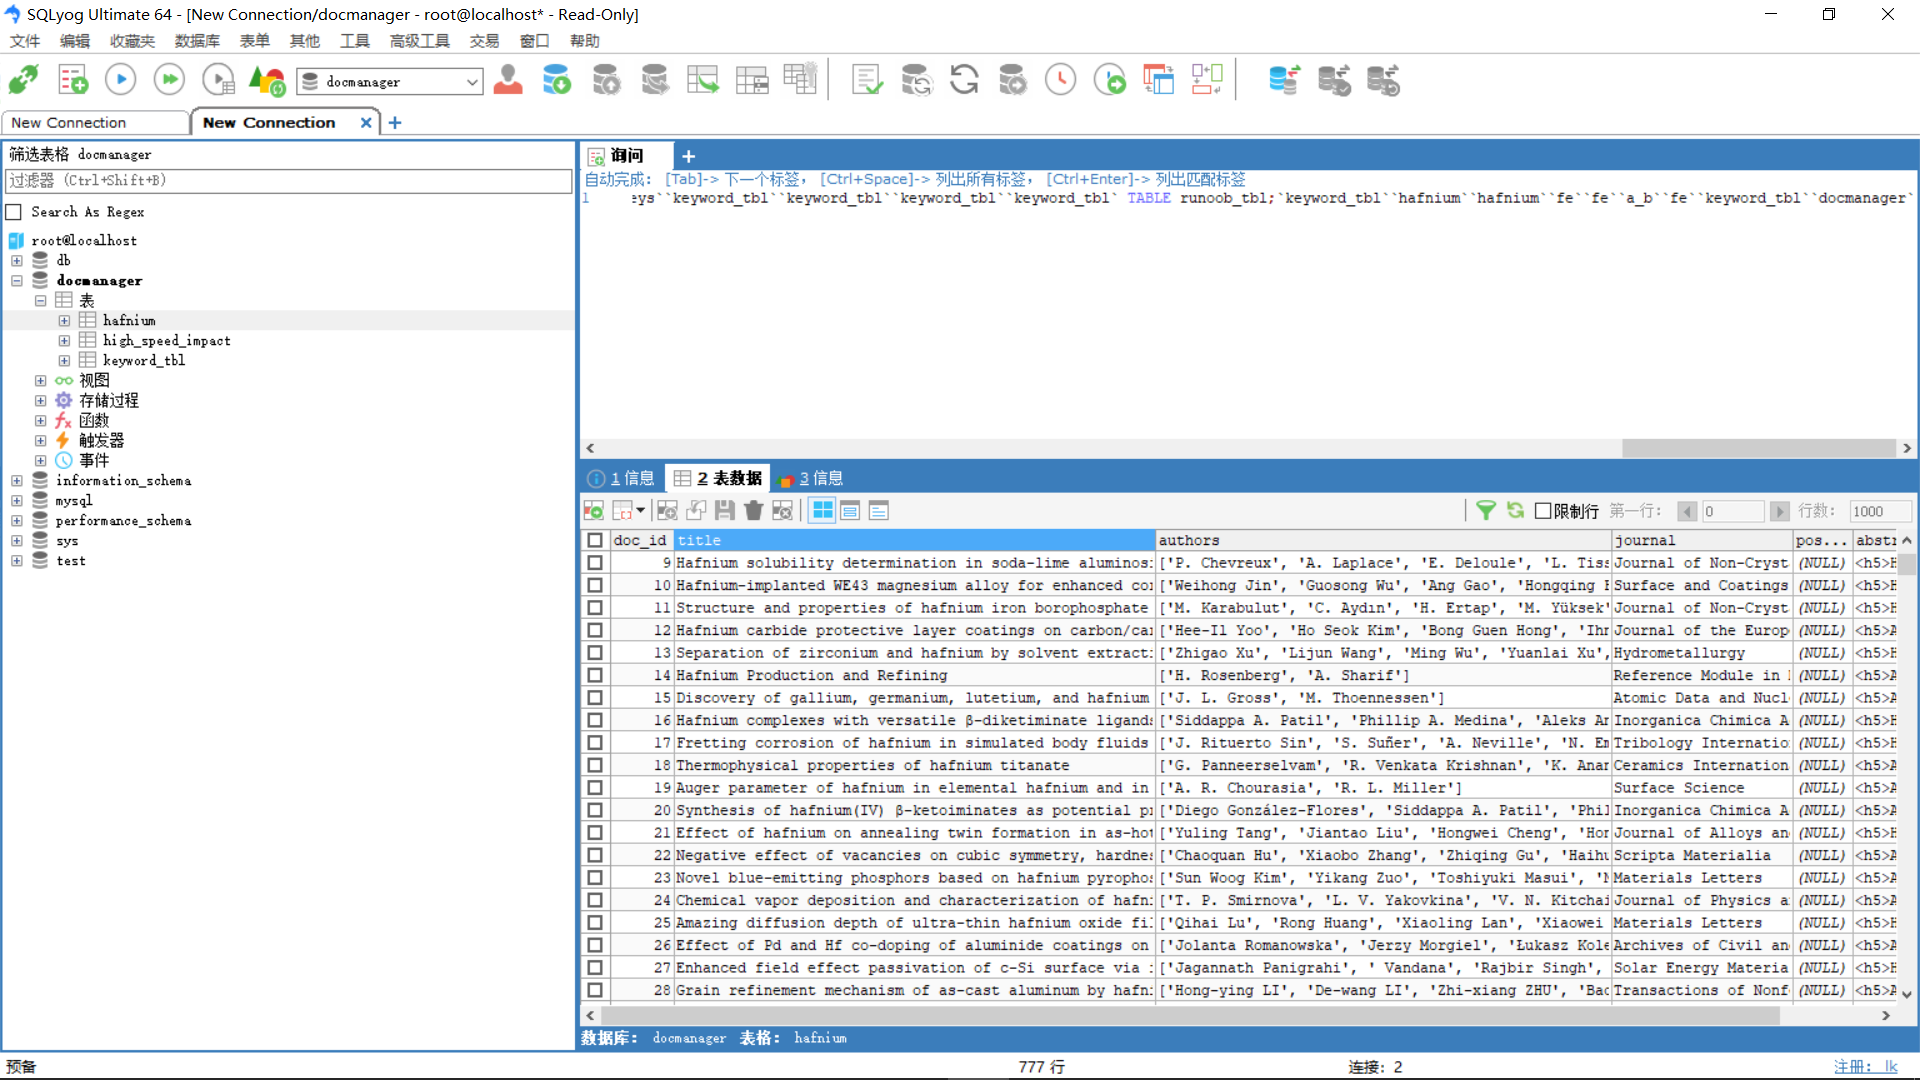 SQLyog Ultimate 64 - [New Connection/docmanager - root@localhost* - Read-Only]
文件 编辑 收藏夹 数据库 表单 其他 工具 高级工具 交易 窗口 帮助
docmanager
New Connection New Connection
筛选表格 docmanager
过滤器 (Ctrl+Shift+B)
Search As Regex
root@localhost
db
docmanager
表
hafnium
high_speed_impact
keyword_tbl
视图
存储过程
函数
触发器
事件
information_schema
mysql
performance_schema
sys
test
询问
自动完成: [Tab]-> 下一个标签, [Ctrl+Space]-> 列出所有标签, [Ctrl+Enter]-> 列出匹配标签
1 eys``keyword_tbl``keyword_tbl``keyword_tbl``keyword_tbl` TABLE runoob_tbl;`keyword_tbl``hafnium``hafnium``fe``fe``a_b``fe``keyword_tbl``docmanager`
1 信息 2 表数据 3 信息
限制行 第一行: 0 行数: 1000
doc_id title authors journal pos... abstr
9 Hafnium solubility determination in soda-lime aluminos ['P. Chevreux', 'A. Laplace', 'E. Deloule', 'L. Tiss Journal of Non-Cryst (NULL) <h5>H
10 Hafnium-implanted WE43 magnesium alloy for enhanced co ['Weihong Jin', 'Guosong Wu', 'Ang Gao', 'Hongqing Surface and Coatings (NULL) <h5>H
11 Structure and properties of hafnium iron borophosphate ['M. Karabulut', 'C. Aydın', 'H. Ertap', 'M. Yüksek' Journal of Non-Cryst (NULL) <h5>H
12 Hafnium carbide protective layer coatings on carbon/ca ['Hee-Il Yoo', 'Ho Seok Kim', 'Bong Guen Hong', 'Ih Journal of the Europ (NULL) <h5>A
13 Separation of zirconium and hafnium by solvent extract ['Zhigao Xu', 'Lijun Wang', 'Ming Wu', 'Yuanlai Xu', Hydrometallurgy (NULL) <h5>H
14 Hafnium Production and Refining ['H. Rosenberg', 'A. Sharif'] Reference Module in (NULL) <h5>A
15 Discovery of gallium, germanium, lutetium, and hafnium ['J. L. Gross', 'M. Thoennessen'] Atomic Data and Nucl (NULL) <h5>A
16 Hafnium complexes with versatile β-diketiminate ligand ['Siddappa A. Patil', 'Phillip A. Medina', 'Aleks A Inorganica Chimica A (NULL) <h5>H
17 Fretting corrosion of hafnium in simulated body fluids ['J. Rituerto Sin', 'S. Suñer', 'A. Neville', 'N. Em Tribology Internatio (NULL) <h5>H
18 Thermophysical properties of hafnium titanate ['G. Panneerselvam', 'R. Venkata Krishnan', 'K. Ana Ceramics Internation (NULL) <h5>A
19 Auger parameter of hafnium in elemental hafnium and in ['A. R. Chourasia', 'R. L. Miller'] Surface Science (NULL) <h5>A
20 Synthesis of hafnium(IV) β-ketoiminates as potential p ['Diego González-Flores', 'Siddappa A. Patil', 'Phil Inorganica Chimica A (NULL) <h5>A
21 Effect of hafnium on annealing twin formation in as-ho ['Yuling Tang', 'Jiantao Liu', 'Hongwei Cheng', 'Ho Journal of Alloys an (NULL) <h5>H
22 Negative effect of vacancies on cubic symmetry, hardne ['Chaoquan Hu', 'Xiaobo Zhang', 'Zhiqing Gu', 'Haihu Scripta Materialia (NULL) <h5>A
23 Novel blue-emitting phosphors based on hafnium pyropho ['Sun Woog Kim', 'Yikang Zuo', 'Toshiyuki Masui', ' Materials Letters (NULL) <h5>A
24 Chemical vapor deposition and characterization of hafn ['T. P. Smirnova', 'L. V. Yakovkina', 'V. N. Kitchai Journal of Physics a (NULL) <h5>A
25 Amazing diffusion depth of ultra-thin hafnium oxide fi ['Qihai Lu', 'Rong Huang', 'Xiaoling Lan', 'Xiaowei Materials Letters (NULL) <h5>H
26 Effect of Pd and Hf co-doping of aluminide coatings on ['Jolanta Romanowska', 'Jerzy Morgiel', 'Łukasz Kole Archives of Civil an (NULL) <h5>A
27 Enhanced field effect passivation of c-Si surface via ['Jagannath Panigrahi', ' Vandana', 'Rajbir Singh', Solar Energy Materia (NULL) <h5>A
28 Grain refinement mechanism of as-cast aluminum by hafn ['Hong-ying LI', 'De-wang LI', 'Zhi-xiang ZHU', 'Bao Transactions of Nonf (NULL) <h5>A
数据库: docmanager 表格: hafnium
预备 777 行 连接: 2 注册: lk